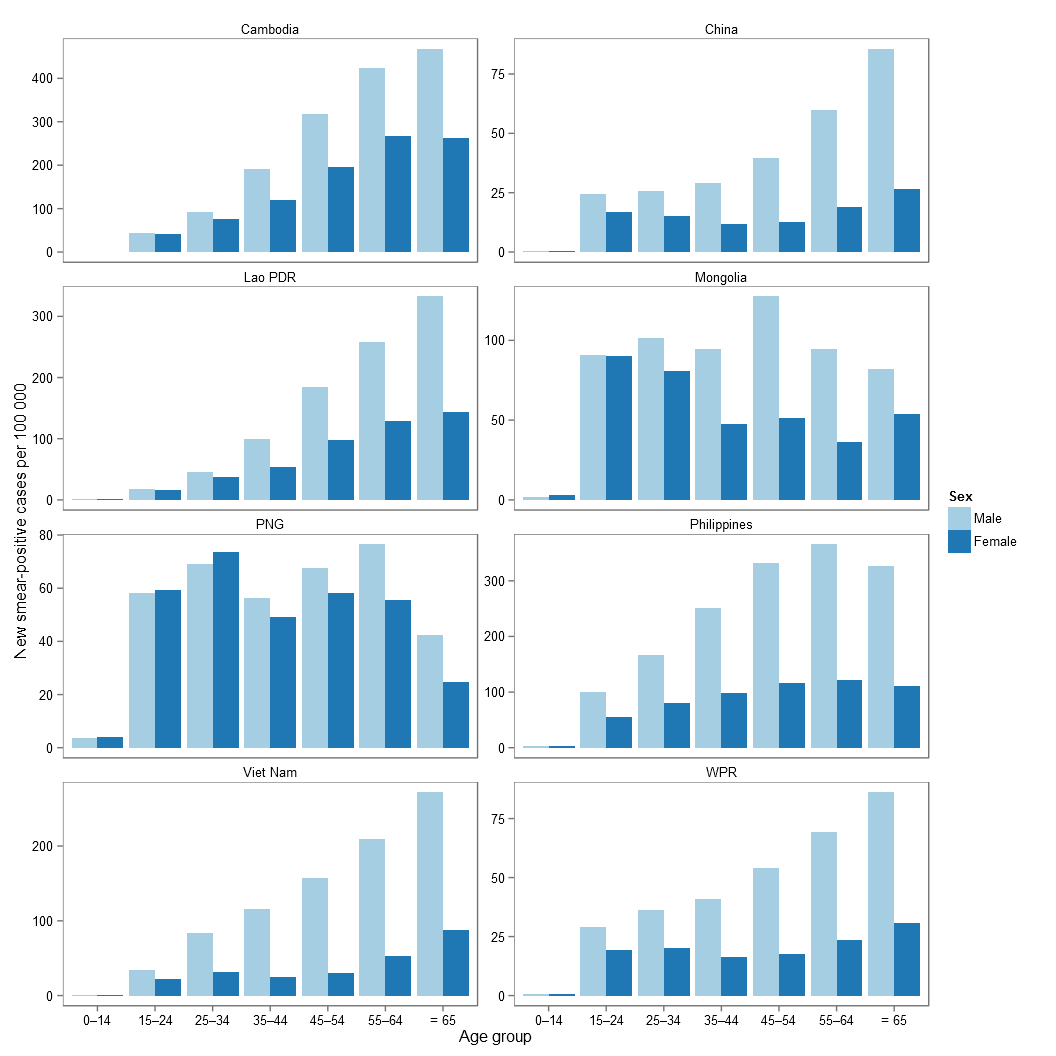 Cambodia
China
400
300
200
100
0
75
50
25
0
Lao PDR
Mongolia
300
200
100
0
100
50
0
PNG
Philippines
80
60
40
20
0
300
200
100
0
Viet Nam
WPR
200
100
0
75
50
25
0
0–14 15–24 25–34 35–44 45–54 55–64 = 65
0–14 15–24 25–34 35–44 45–54 55–64 = 65
Age group
New smear-positive cases per 100 000
Sex
Male
Female